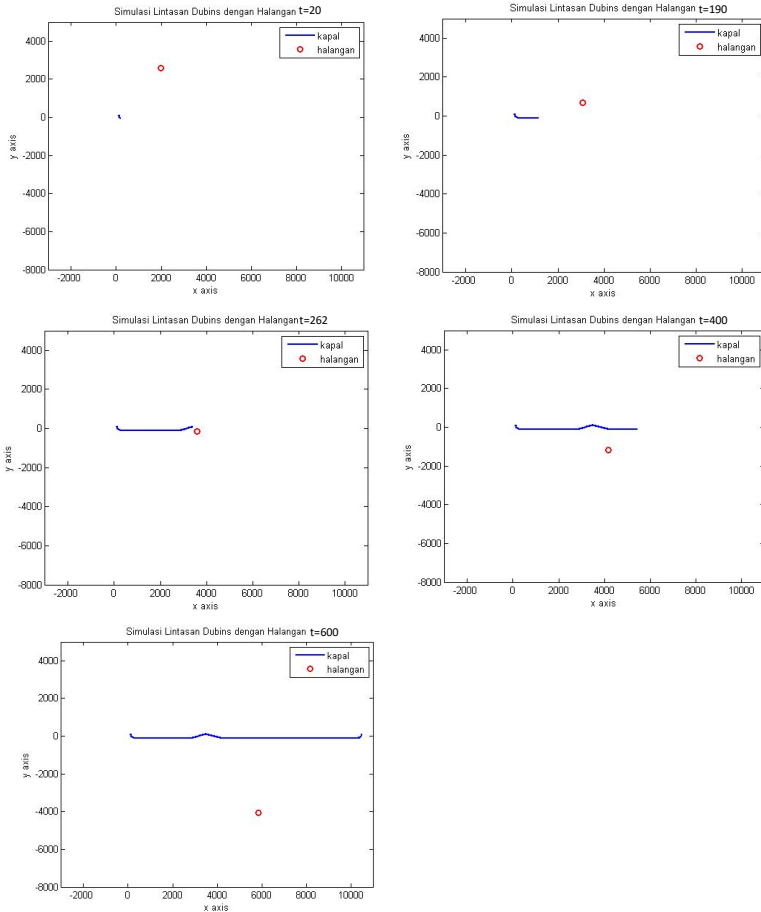 Simulasi Lintasan Dubins dengan Halangan t=20
kapal
halangan
4000
2000
0
-2000
-4000
-6000
-8000
y axis
-2000 0 2000 4000 6000 8000 10000
x axis
Simulasi Lintasan Dubins dengan Halangan t=190
kapal
halangan
4000
2000
0
-2000
-4000
-6000
-8000
y axis
-2000 0 2000 4000 6000 8000 10000
x axis
Simulasi Lintasan Dubins dengan Halangan t=262
kapal
halangan
4000
2000
0
-2000
-4000
-6000
-8000
y axis
-2000 0 2000 4000 6000 8000 10000
x axis
Simulasi Lintasan Dubins dengan Halangan t=400
kapal
halangan
4000
2000
0
-2000
-4000
-6000
-8000
y axis
-2000 0 2000 4000 6000 8000 10000
x axis
Simulasi Lintasan Dubins dengan Halangan t=600
kapal
halangan
4000
2000
0
-2000
-4000
-6000
-8000
y axis
-2000 0 2000 4000 6000 8000 10000
x axis